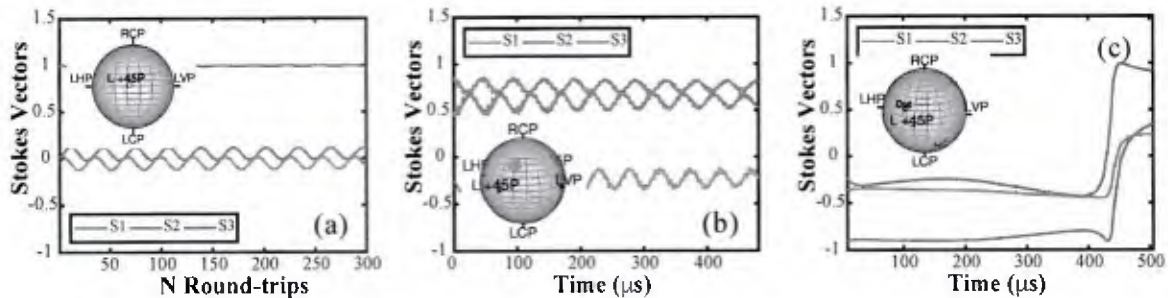 Stokes Vectors
1.5
1
0.5
0
-0.5
-1
RCP
LHP
L +45P
LVP
LCP
S1 S2 S3
(a)
50 100 150 200 250 300
N Round-trips
Stokes Vectors
1.5
1
0.5
0
-0.5
-1
S1 S2 S3
RCP
LHP
L +45P
LVP
LCP
(b)
0 100 200 300 400
Time (μs)
Stokes Vectors
1.5
1
0.5
0
-0.5
-1
S1 S2 S3
(c)
RCP
LHP
L +45P
LVP
LCP
100 200 300 400 500
Time (μs)